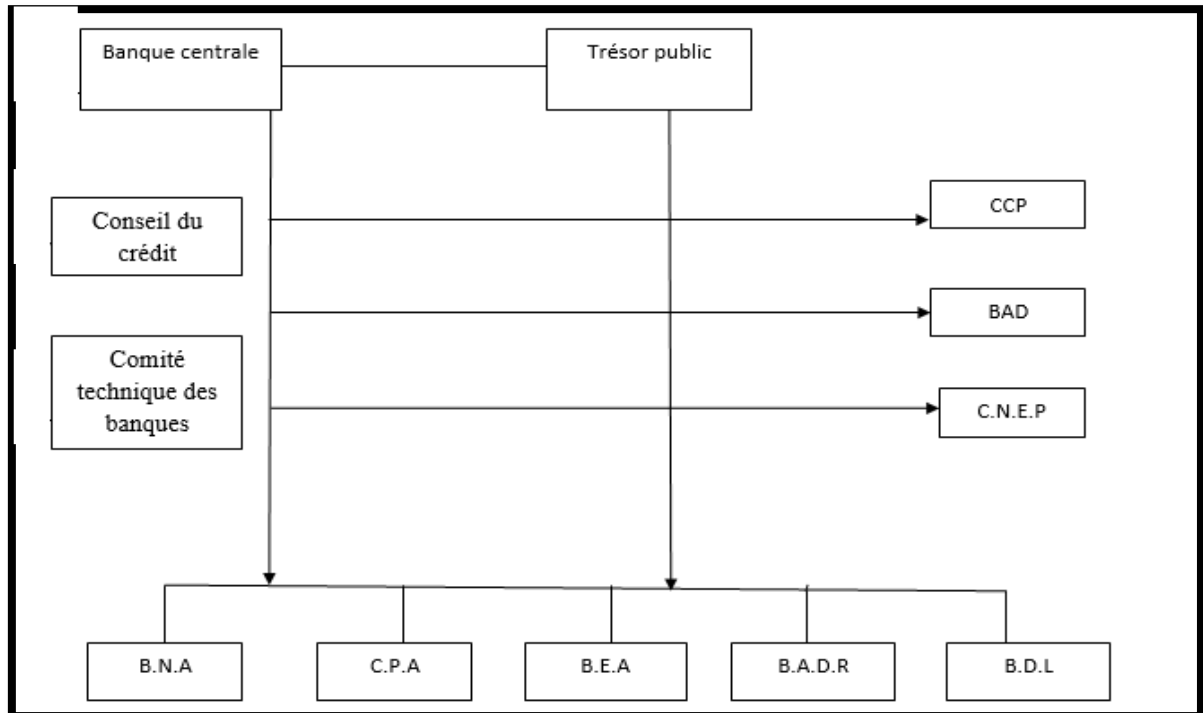 Banque centrale
Trésor public
CCP
Conseil du
crédit
BAD
Comité
technique des
banques
C.N.E.P
B.N.A
C.P.A
B.E.A
B.A.D.R
B.D.L